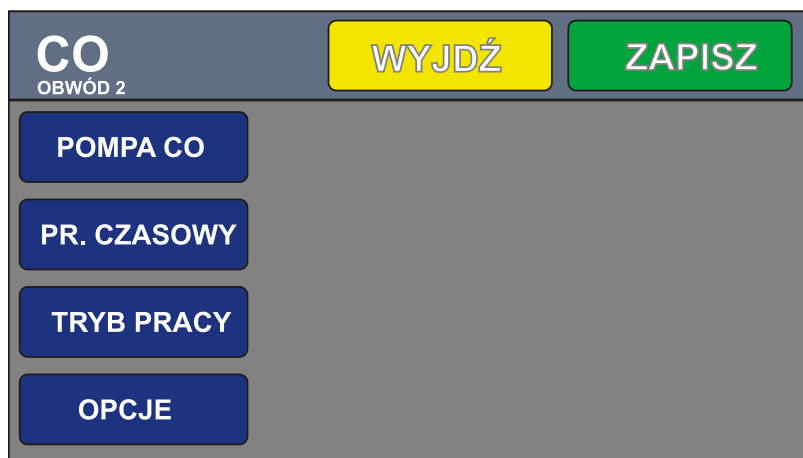 CO
OBWÓD 2
WYJDŹ
ZAPISZ
POMPA CO
PR. CZASOWY
TRYB PRACY
OPCJE